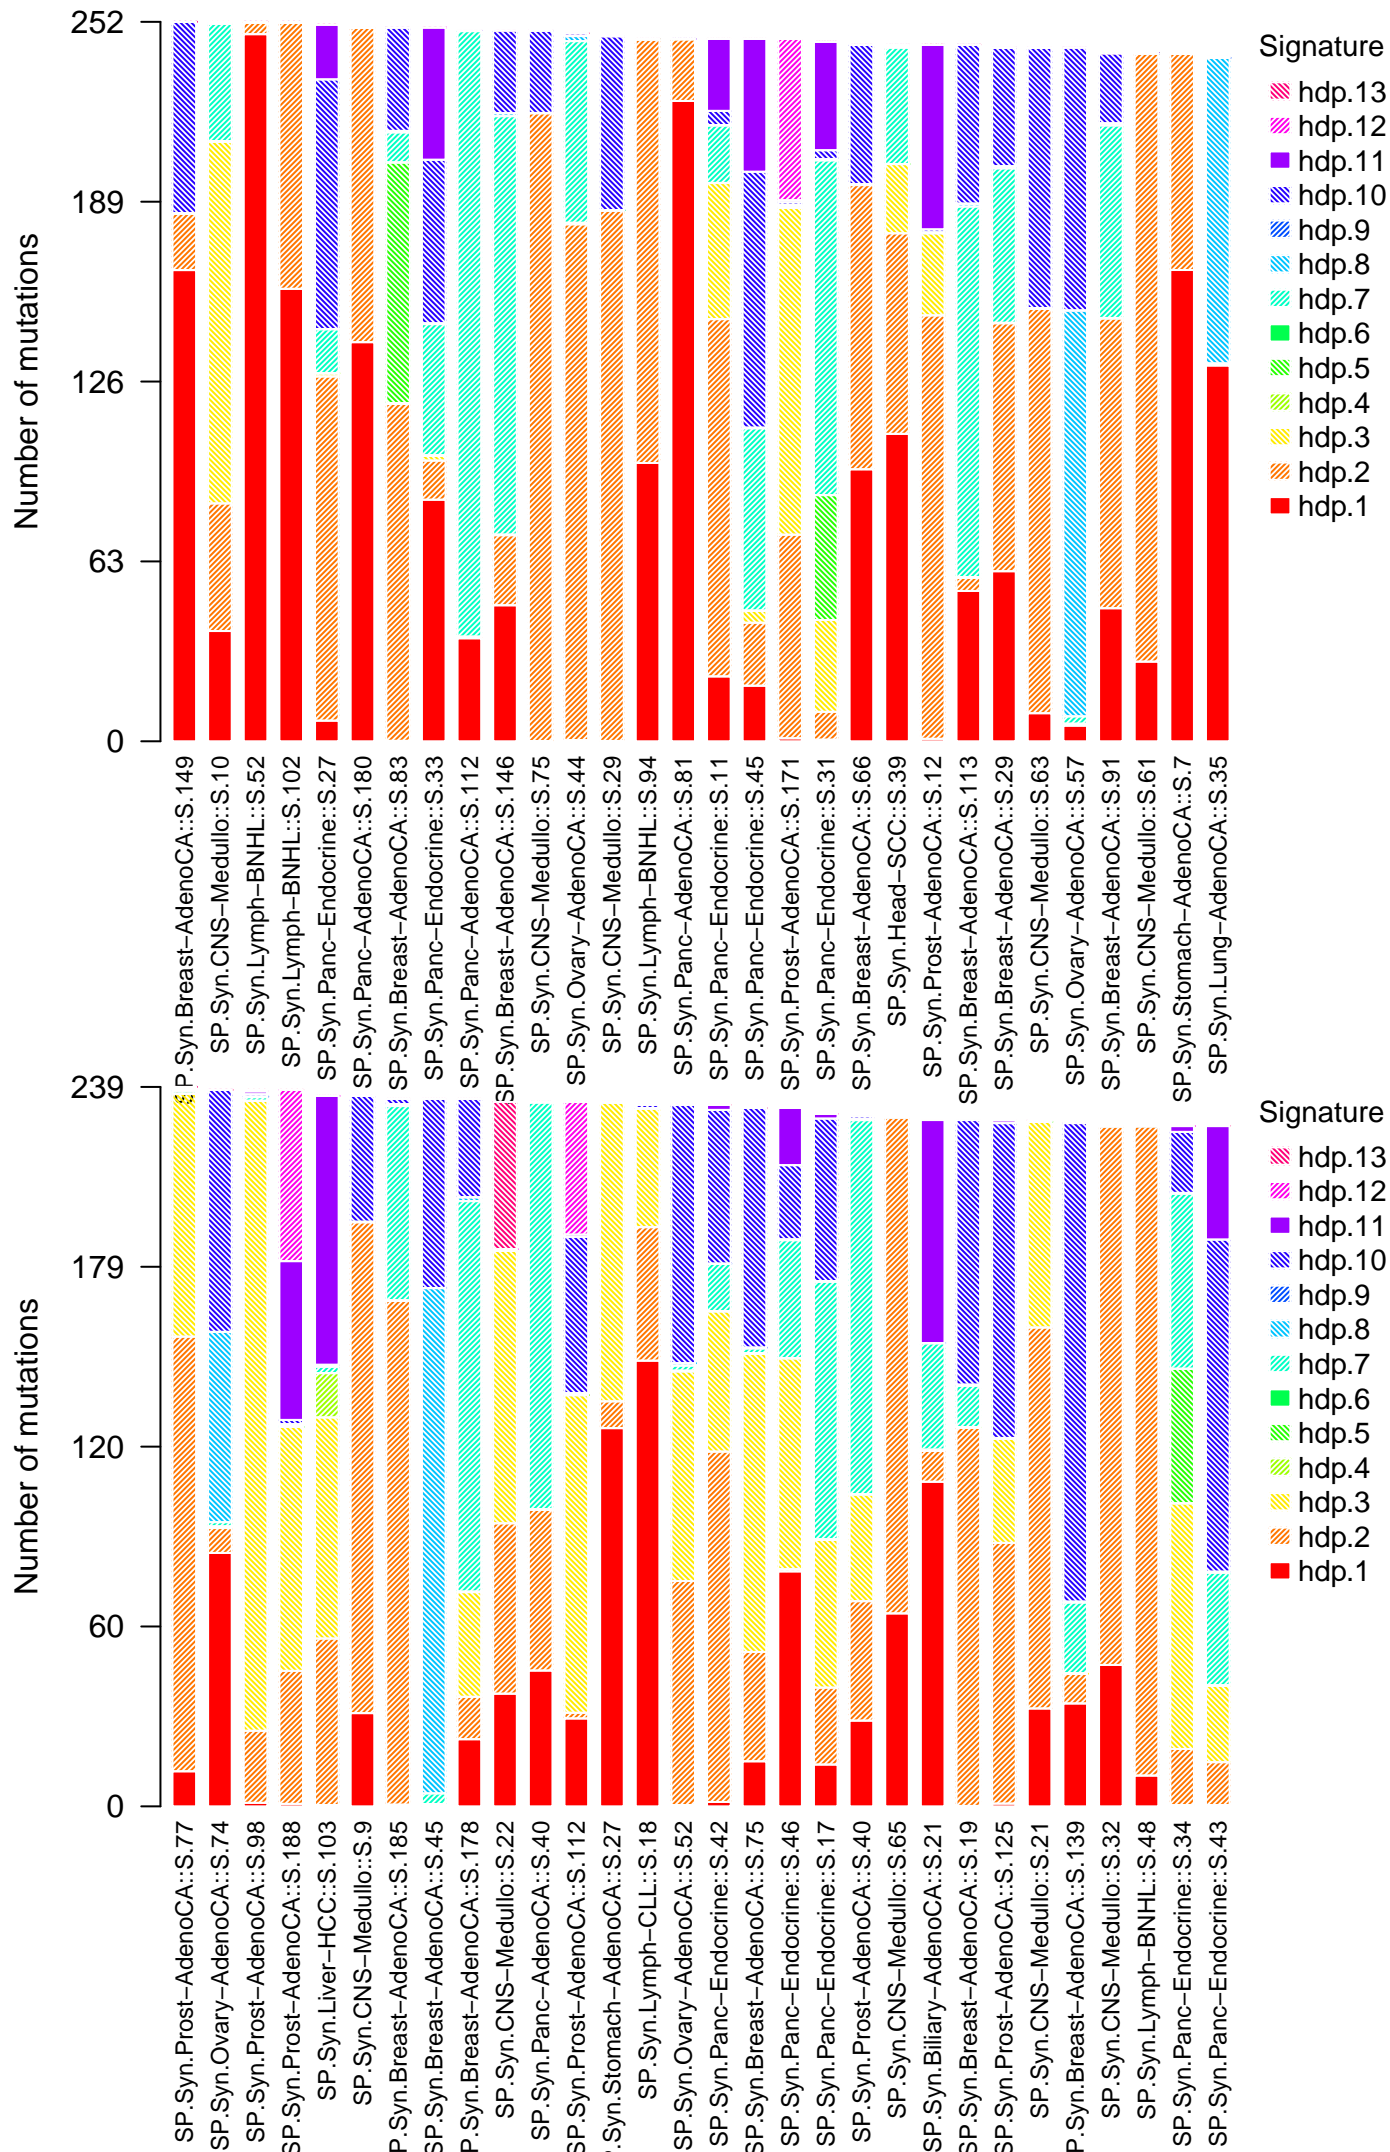 Number of mutations
252
189
126
63
0
Signature
hdp.13
hdp.12
hdp.11
hdp.10
hdp.9
hdp.8
hdp.7
hdp.6
hdp.5
hdp.4
hdp.3
hdp.2
hdp.1
P.Syn.Breast−AdenoCA::S.149
SP.Syn.CNS−Medullo::S.10
SP.Syn.Lymph−BNHL::S.52
SP.Syn.Lymph−BNHL::S.102
SP.Syn.Panc−Endocrine::S.27
SP.Syn.Panc−AdenoCA::S.180
SP.Syn.Breast−AdenoCA::S.83
SP.Syn.Panc−Endocrine::S.33
SP.Syn.Panc−AdenoCA::S.112
SP.Syn.Breast−AdenoCA::S.146
SP.Syn.CNS−Medullo::S.75
SP.Syn.Ovary−AdenoCA::S.44
SP.Syn.CNS−Medullo::S.29
SP.Syn.Lymph−BNHL::S.94
SP.Syn.Panc−AdenoCA::S.81
SP.Syn.Panc−Endocrine::S.11
SP.Syn.Panc−Endocrine::S.45
SP.Syn.Prost−AdenoCA::S.171
SP.Syn.Panc−Endocrine::S.31
SP.Syn.Breast−AdenoCA::S.66
SP.Syn.Head−SCC::S.39
SP.Syn.Prost−AdenoCA::S.12
SP.Syn.Breast−AdenoCA::S.113
SP.Syn.Breast−AdenoCA::S.29
SP.Syn.CNS−Medullo::S.63
SP.Syn.Ovary−AdenoCA::S.57
SP.Syn.Breast−AdenoCA::S.91
SP.Syn.CNS−Medullo::S.61
SP.Syn.Stomach−AdenoCA::S.7
SP.Syn.Lung−AdenoCA::S.35
Number of mutations
239
179
120
60
0
Signature
hdp.13
hdp.12
hdp.11
hdp.10
hdp.9
hdp.8
hdp.7
hdp.6
hdp.5
hdp.4
hdp.3
hdp.2
hdp.1
SP.Syn.Prost−AdenoCA::S.77
SP.Syn.Ovary−AdenoCA::S.74
SP.Syn.Prost−AdenoCA::S.98
SP.Syn.Prost−AdenoCA::S.188
SP.Syn.Liver−HCC::S.103
SP.Syn.CNS−Medullo::S.9
P.Syn.Breast−AdenoCA::S.185
SP.Syn.Breast−AdenoCA::S.45
P.Syn.Breast−AdenoCA::S.178
SP.Syn.CNS−Medullo::S.22
SP.Syn.Panc−AdenoCA::S.40
SP.Syn.Prost−AdenoCA::S.112
.Syn.Stomach−AdenoCA::S.27
SP.Syn.Lymph−CLL::S.18
SP.Syn.Ovary−AdenoCA::S.52
SP.Syn.Panc−Endocrine::S.42
SP.Syn.Breast−AdenoCA::S.75
SP.Syn.Panc−Endocrine::S.46
SP.Syn.Panc−Endocrine::S.17
SP.Syn.Prost−AdenoCA::S.40
SP.Syn.CNS−Medullo::S.65
SP.Syn.Biliary−AdenoCA::S.21
SP.Syn.Breast−AdenoCA::S.19
SP.Syn.Prost−AdenoCA::S.125
SP.Syn.CNS−Medullo::S.21
P.Syn.Breast−AdenoCA::S.139
SP.Syn.CNS−Medullo::S.32
SP.Syn.Lymph−BNHL::S.48
SP.Syn.Panc−Endocrine::S.34
SP.Syn.Panc−Endocrine::S.43